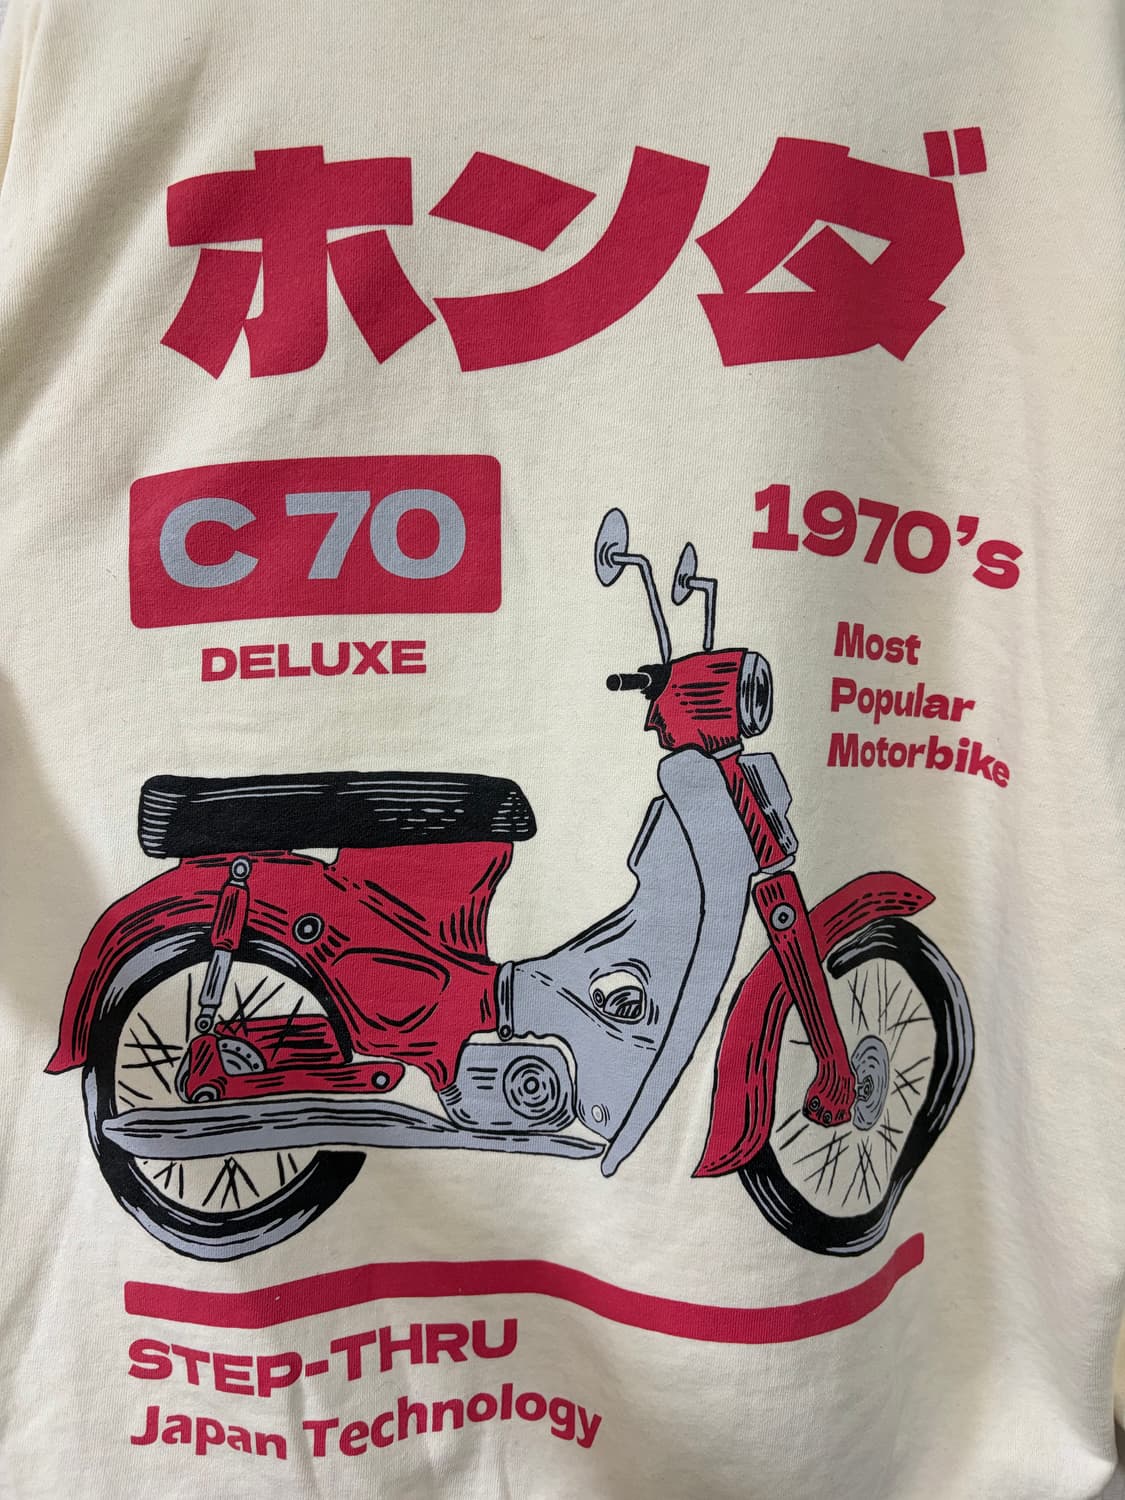 ホンダ
C 70
DELUXE
1970's
Most
Popular
Motorbike
STEP-THRU
Japan Technology